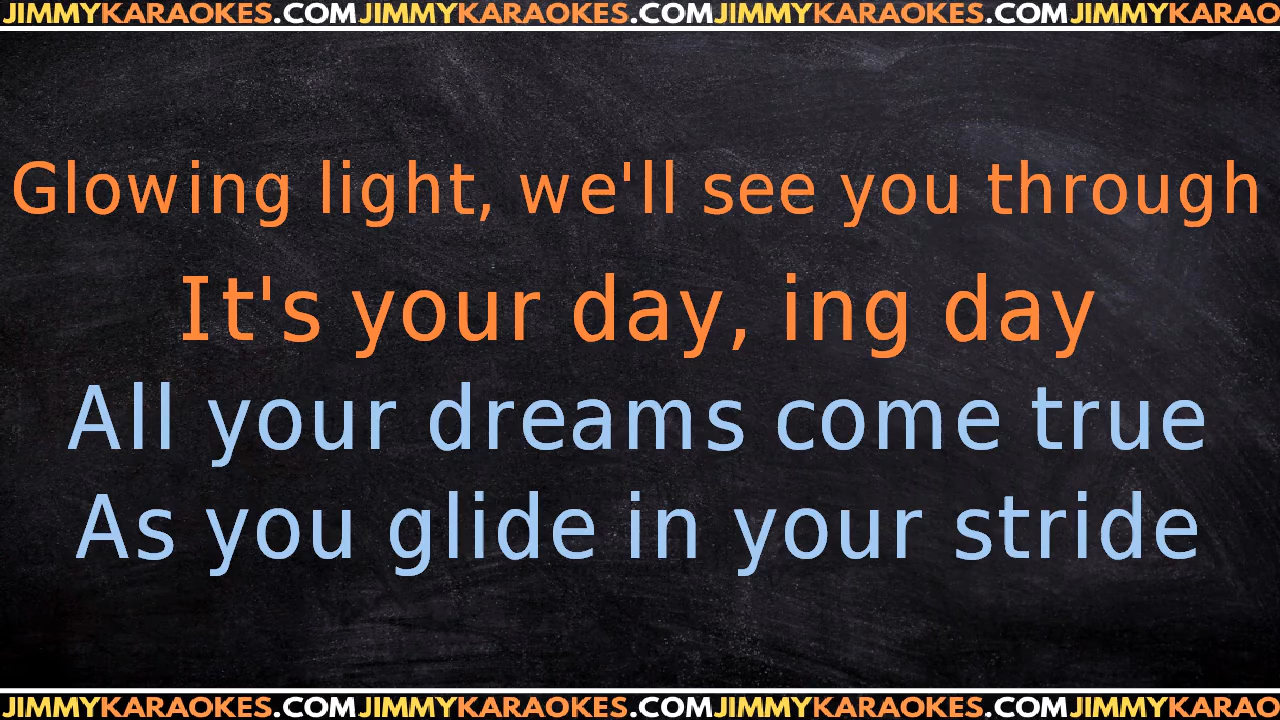 JIMMYKARAOKES.COMJIMMYKARAOKES.COMJIMMYKARAOKES.COMJIMMYKARAO
Glowing light, we'll see you through
It's your day, ing day
All your dreams come true
As you glide in your stride
JIMMYKARAOKES.COMJIMMYKARAOKES.COMJIMMYKARAOKES.COMJIMMYKARAO